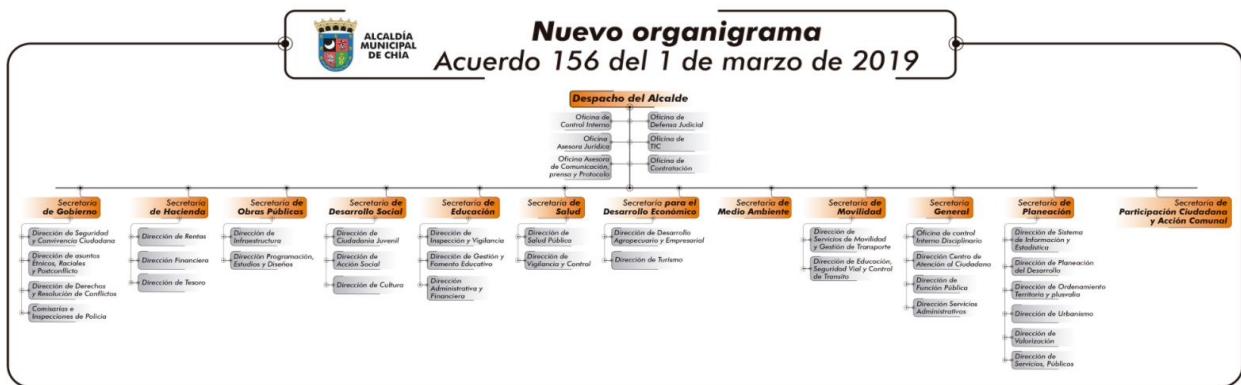 ALCALDÍA
MUNICIPAL
DE CHÍA
Nuevo organigrama
Acuerdo 156 del 1 de marzo de 2019
Despacho del Alcalde
Oficina de
Control Interno
Oficina de
Defensa Judicial
Oficina
Asesora Jurídica
Oficina de
TIC
Oficina Asesora
de Comunicación,
prensa y Protocolo
Oficina de
Contratación
Secretaría
de Gobierno
Dirección de Seguridad
y Convivencia Ciudadana
Dirección de asuntos
Étnicos, Raciales
y Postconflicto
Dirección de Derechos
y Resolución de Conflictos
Comisarias e
Inspecciones de Policia
Secretaría
de Hacienda
Dirección de Rentas
Dirección Financiera
Dirección de Tesoro
Secretaría de
Obras Públicas
Dirección de
Infraestructura
Dirección Programación,
Estudios y Diseños
Secretaría de
Desarrollo Social
Dirección de
Ciudadania Juvenil
Dirección de
Acción Social
Dirección de Cultura
Secretaría de
Educación
Dirección de
Inspección y Vigilancia
Dirección de Gestión y
Fomento Educativo
Dirección
Administrativa y
Financiera
Secretaría de
Salud
Dirección de
Salud Pública
Dirección de
Vigilancia y Control
Secretaría para el
Desarrollo Económico
Dirección de Desarrollo
Agropecuario y Empresarial
Dirección de Turismo
Secretaría de
Medio Ambiente
Secretaría de
Movilidad
Dirección de
Servicios de Movilidad
y Gestión de Transporte
Dirección de Educación,
Seguridad Vial y Control
de Transito
Secretaría
General
Oficina de control
Interno Disciplinario
Dirección Centro de
Atención al Ciudadano
Dirección de
Función Pública
Dirección Servicios
Administrativos
Secretaría
de Planeación
Dirección de Sistema
de Información y
Estadística
Dirección de Planeación
del Desarrollo
Dirección de Ordenamiento
Territoria y plusvalia
Dirección de Urbanismo
Dirección de
Valorización
Dirección de
Servicios, Públicos
Secretaría de
Participación Ciudadana
y Acción Comunal